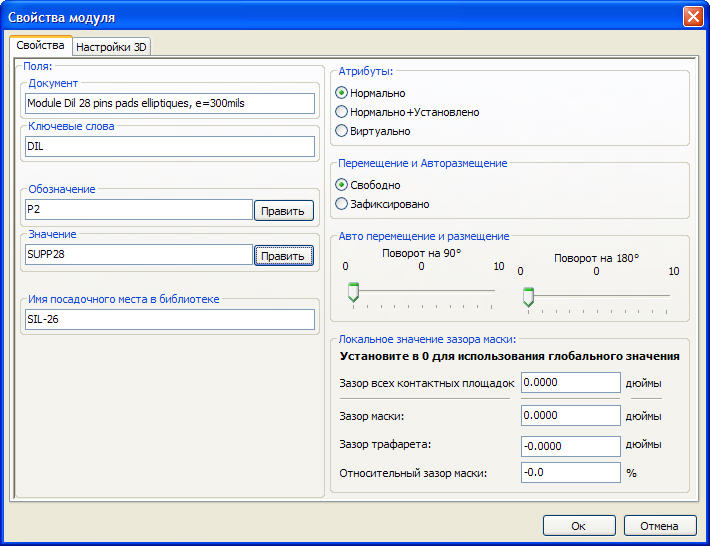 Свойства модуля
Свойства
Настройки 3D
Поля:
Документ
Module Dil 28 pins pads elliptiques, e=300mils
Ключевые слова
DIL
Обозначение
P2
Править
Значение
SUPP28
Править
Имя посадочного места в библиотеке
SIL-26
Атрибуты:
Нормально
Нормально+Установлено
Виртуально
Перемещение и Авторазмещение
Свободно
Зафиксировано
Авто перемещение и размещение
Поворот на 90°
0 0 10
Поворот на 180°
0 0 10
Локальное значение зазора маски:
Установите в 0 для использования глобального значения
Зазор всех контактных площадок 0.0000 дюймы
Зазор маски: 0.0000 дюймы
Зазор трафарета: -0.0000 дюймы
Относительный зазор маски: -0.0 %
Ок
Отмена